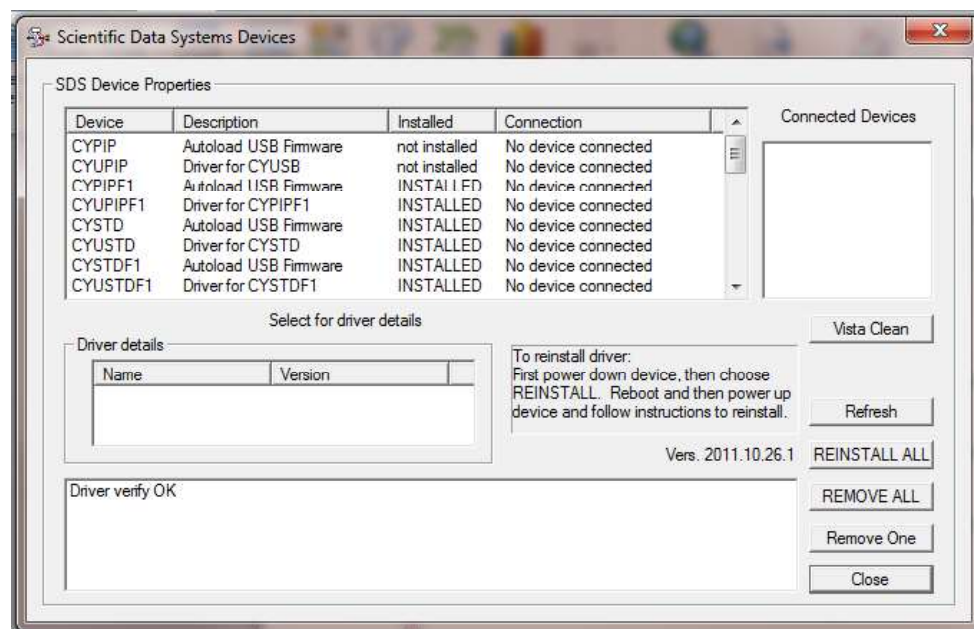 Scientific Data Systems Devices
SDS Device Properties
Device Description Installed Connection
CYPIP Autoload USB Firmware not installed No device connected
CYUPIP Driver for CYUSB not installed No device connected
CYPIPF1 Autoload USB Firmware INSTALLED No device connected
CYUPIPF1 Driver for CYPIPF1 INSTALLED No device connected
CYSTD Autoload USB Firmware INSTALLED No device connected
CYUSTD Driver for CYSTD INSTALLED No device connected
CYSTDF1 Autoload USB Firmware INSTALLED No device connected
CYUSTDF1 Driver for CYSTDF1 INSTALLED No device connected
Connected Devices
Select for driver details
Driver details
Name Version
To reinstall driver:
First power down device, then choose
REINSTALL. Reboot and then power up
device and follow instructions to reinstall.
Vers. 2011.10.26.1
Driver verify OK
Vista Clean
Refresh
REINSTALL ALL
REMOVE ALL
Remove One
Close